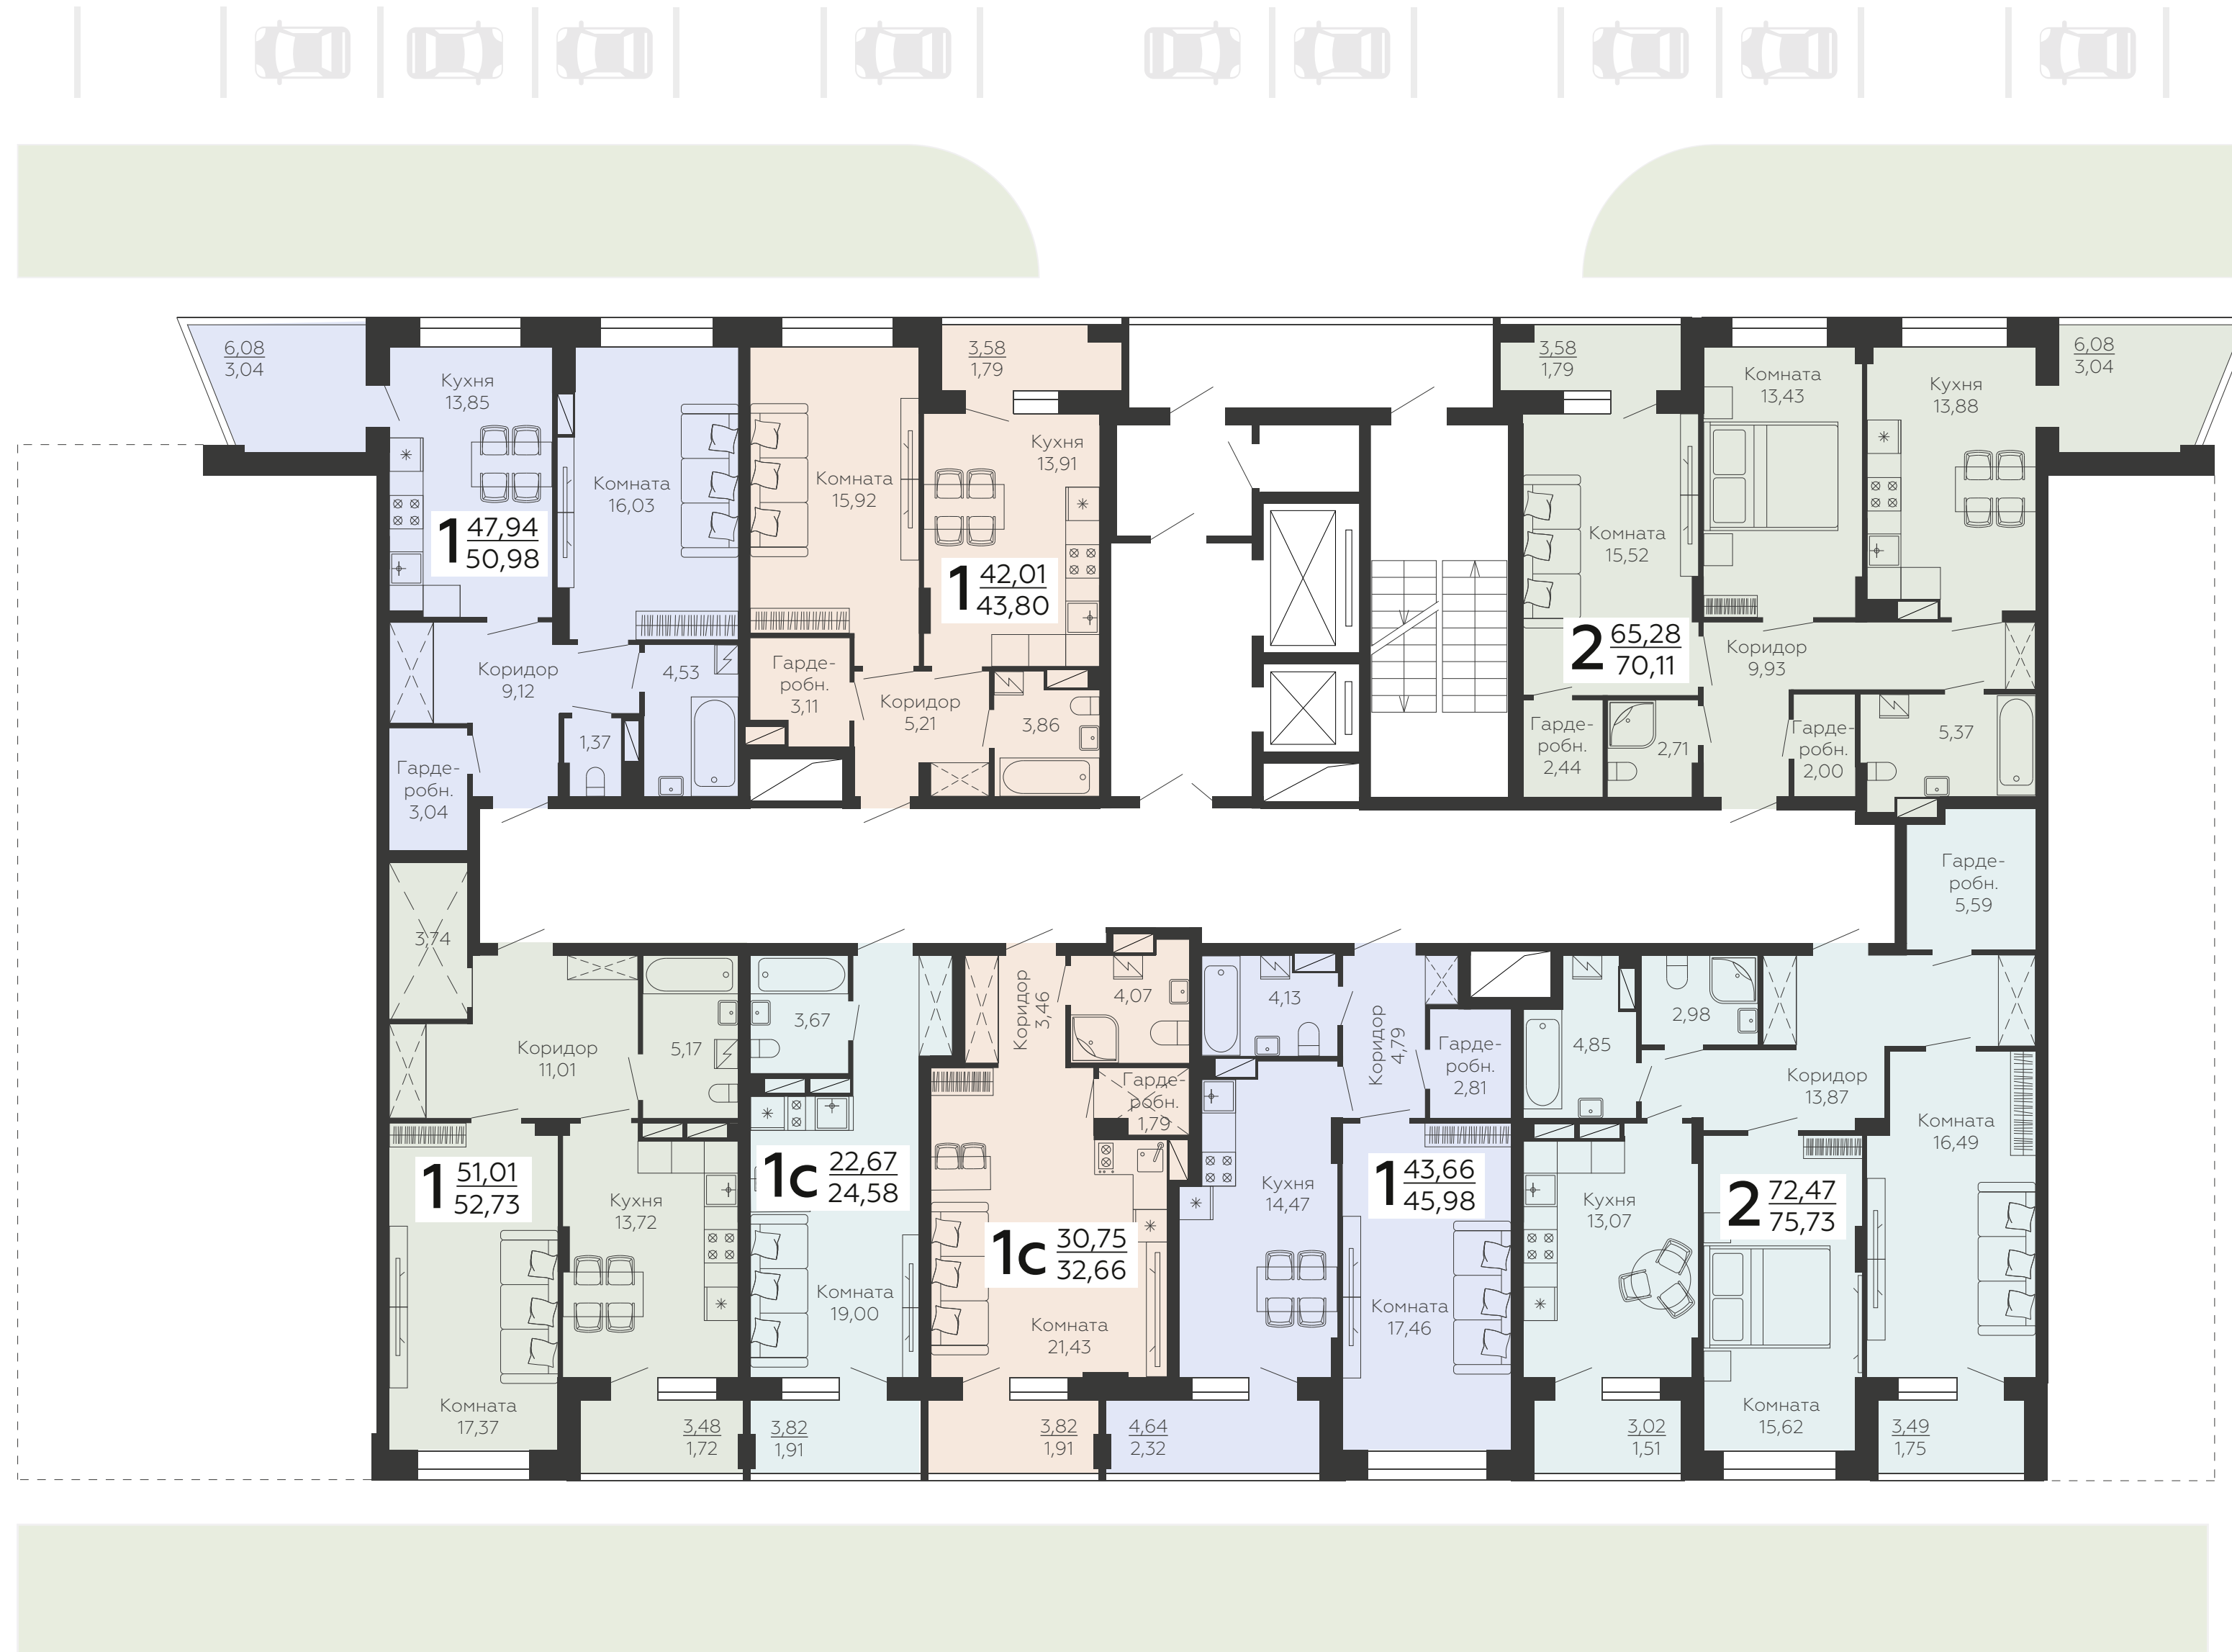 6,08
3,04
Кухня
13,85
Комната
16,03
1
47,94
50,98
Коридор
9,12
4,53
1,37
Гарде-
робн.
3,04
Комната
15,92
3,58
1,79
Кухня
13,91
1
42,01
43,80
Гарде-
робн.
3,11
Коридор
5,21
3,86
3,58
1,79
Комната
15,52
Комната
13,43
Кухня
13,88
6,08
3,04
2
65,28
70,11
Коридор
9,93
Гарде-
робн.
2,44
2,71
Гарде-
робн.
2,00
5,37
3,74
Коридор
11,01
5,17
1
51,01
52,73
Кухня
13,72
Комната
17,37
3,48
1,72
3,67
1с
22,67
24,58
Комната
19,00
3,82
1,91
Коридор
3,46
4,07
Гарде-
робн.
1,79
1с
30,75
32,66
Комната
21,43
3,82
1,91
4,13
Коридор
4,79
Гарде-
робн.
2,81
Кухня
14,47
1
43,66
45,98
Комната
17,46
4,64
2,32
Гарде-
робн.
5,59
4,85
2,98
Коридор
13,87
Комната
16,49
Кухня
13,07
2
72,47
75,73
Комната
15,62
3,02
1,51
3,49
1,75